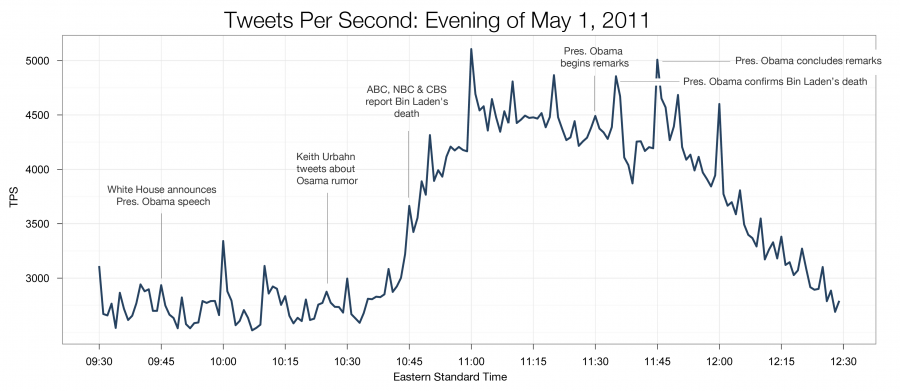 Tweets Per Second: Evening of May 1, 2011
TPS
5000
4500
4000
3500
3000
White House announces
Pres. Obama speech
Keith Urbahn
tweets about
Osama rumor
ABC, NBC & CBS
report Bin Laden's
death
Pres. Obama
begins remarks
Pres. Obama concludes remarks
Pres. Obama confirms Bin Laden's death
09:30 09:45 10:00 10:15 10:30 10:45 11:00 11:15 11:30 11:45 12:00 12:15 12:30
Eastern Standard Time